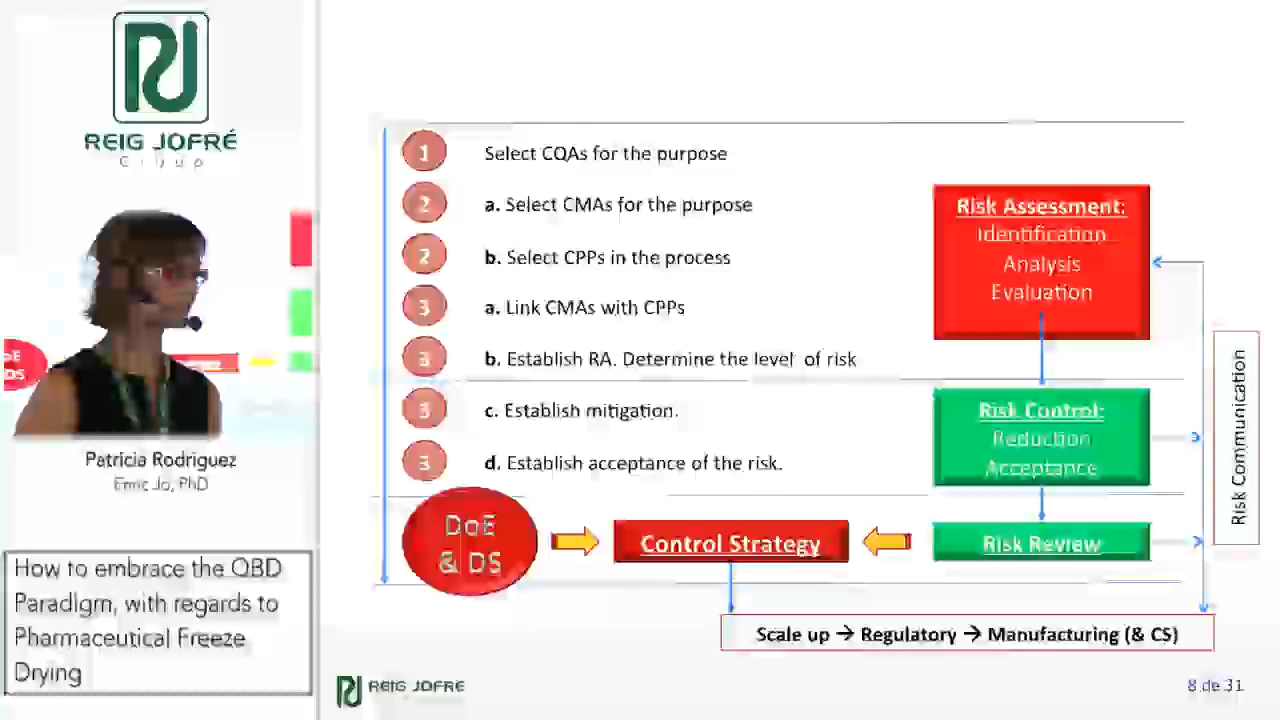 REIG JOFRÉ
Group
Patricia Rodriguez
Enric Jo, PhD
How to embrace the QBD
Paradigm, with regards to
Pharmaceutical Freeze
Drying
1 Select CQAs for the purpose
2 a. Select CMAs for the purpose
2 b. Select CPPs in the process
3 a. Link CMAs with CPPs
3 b. Establish RA. Determine the level of risk
3 c. Establish mitigation.
3 d. Establish acceptance of the risk.
DoE
& DS
Control Strategy
Risk Assessment:
Identification
Analysis
Evaluation
Risk Control:
Reduction
Acceptance
Risk Review
Risk Communication
Scale up → Regulatory → Manufacturing (& CS)
REIG JOFRE
8 de 31